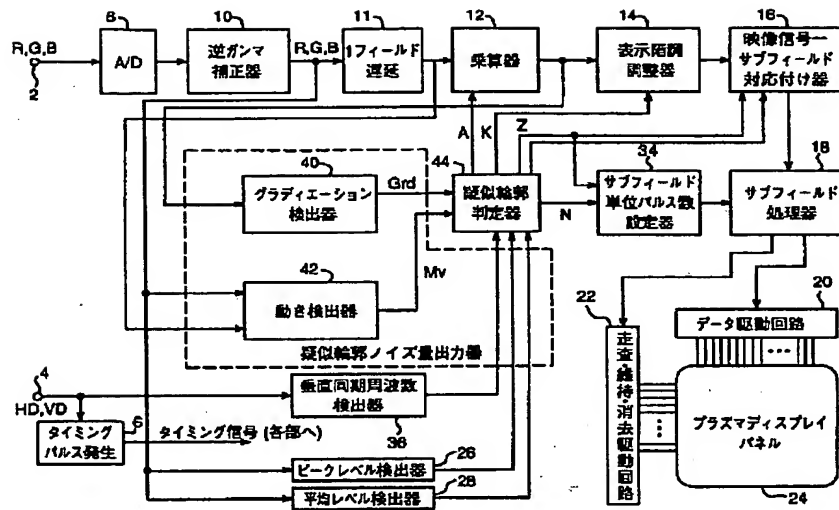 8
10
11
12
14
16
R,G,B
2
A/D
逆ガンマ
補正器
R,G,B
1フィールド
遅延
乗算器
表示階調
調整器
映像信号ー
サブフィールド
対応付け器
A
K
Z
40
グラディエーション
検出器
Grd
44
疑似輪郭
判定器
N
34
サブフィールド
単位パルス数
設定器
18
サブフィールド
処理器
42
動き検出器
Mv
疑似輪郭ノイズ量出力器
22
走査・維持・消去駆動回路
20
データ駆動回路
4
HD,VD
垂直同期周波数
検出器
36
6
タイミング
パルス発生
タイミング信号 (各部へ)
26
ピークレベル検出器
28
平均レベル検出器
プラズマディスプレイ
パネル
24